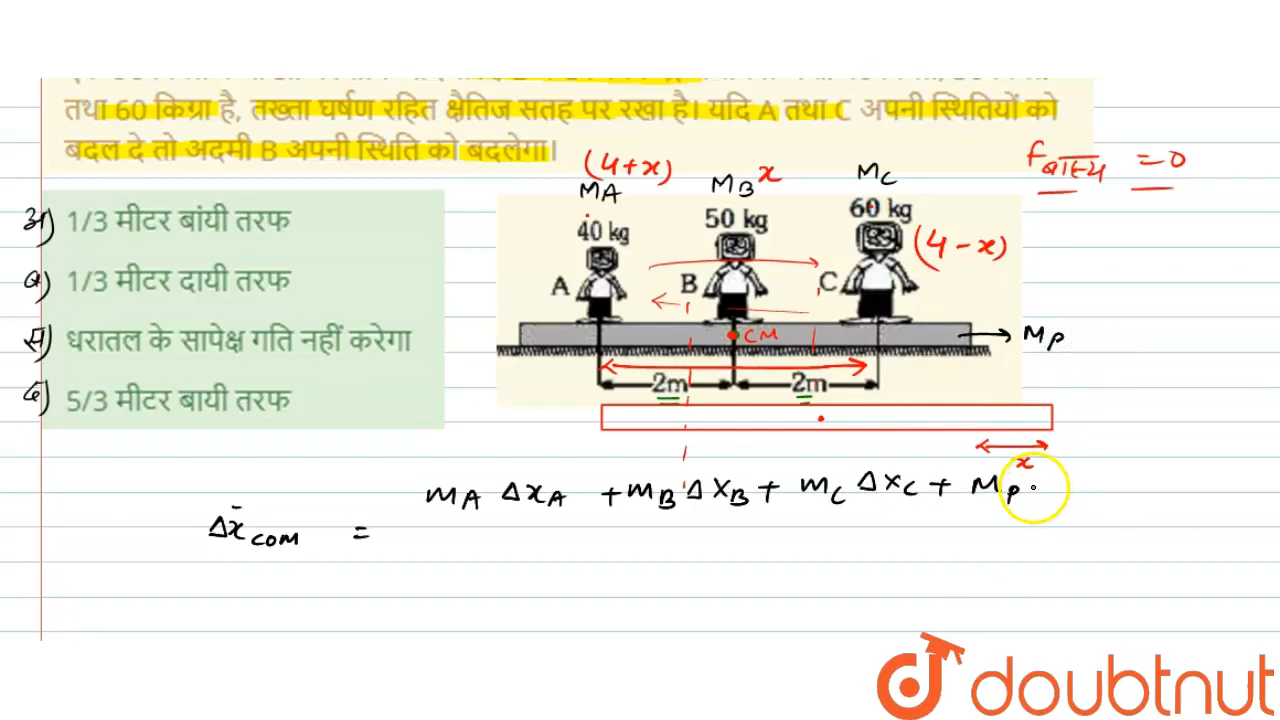 तथा 60 किग्रा है, तख्ता घर्षण रहित क्षैतिज सतह पर रखा है। यदि A तथा C अपनी स्थितियों को
बदल दे तो अदमी B अपनी स्थिति को बदलेगा।
अ) 1/3 मीटर बांयी तरफ
ब) 1/3 मीटर दायी तरफ
स) धरातल के सापेक्ष गति नहीं करेगा
द) 5/3 मीटर बायी तरफ
(4+x)
MA
40 kg
A
MB x
50 kg
B
MC
60 kg
C
(4-x)
Fबाह्य = 0
CM
MP
2m
2m
x
Δx̄COM = mA ΔxA + mB ΔxB + mC ΔxC + MP
doubtnut